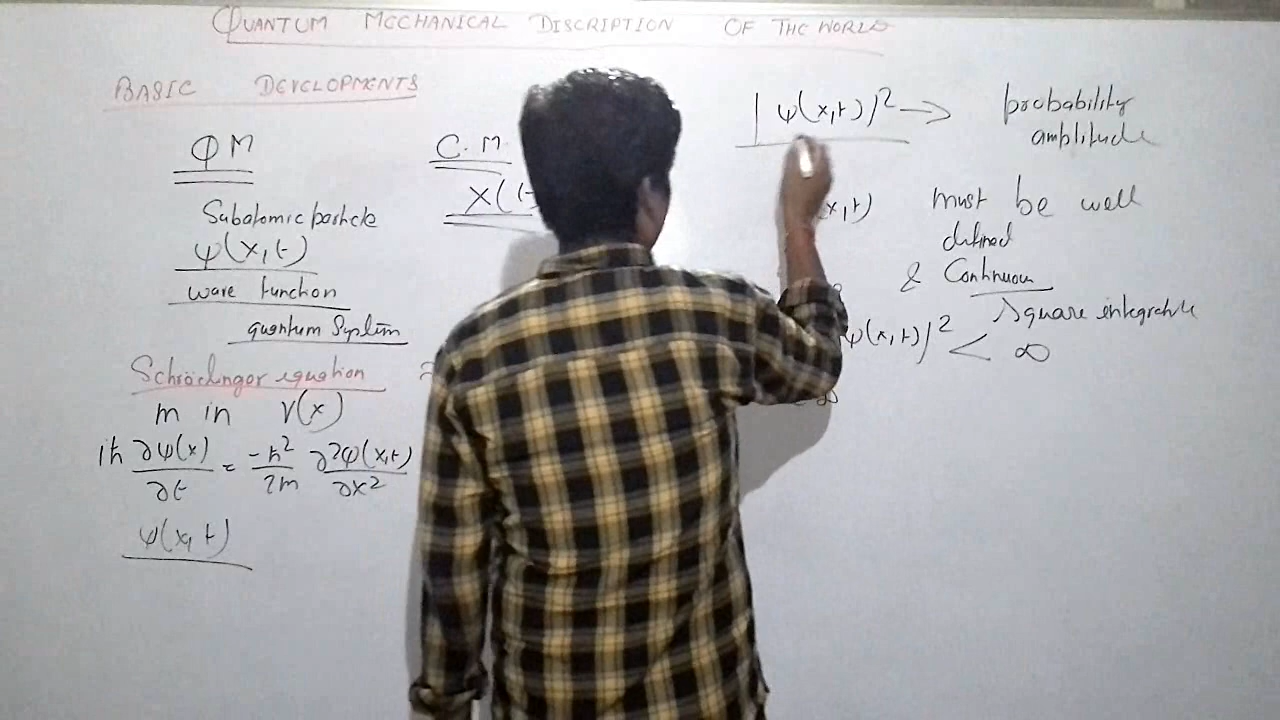 QUANTUM MECHANICAL DISCRIPTION OF THE WORLD
BASIC DEVELOPMENTS
QM
Subatomic particle
ψ(x,t)
wave function
quantum System
Schrödinger equation
m in V(x)
iħ ∂ψ(x)/∂t = -ħ²/2m ∂²ψ(x,t)/∂x²
ψ(x,t)
C.M.
X(t
|ψ(x,t)|² → probability
amplitude
x,t) must be well
defined
& Continuous
Square integrable
ψ(x,t)|² < ∞